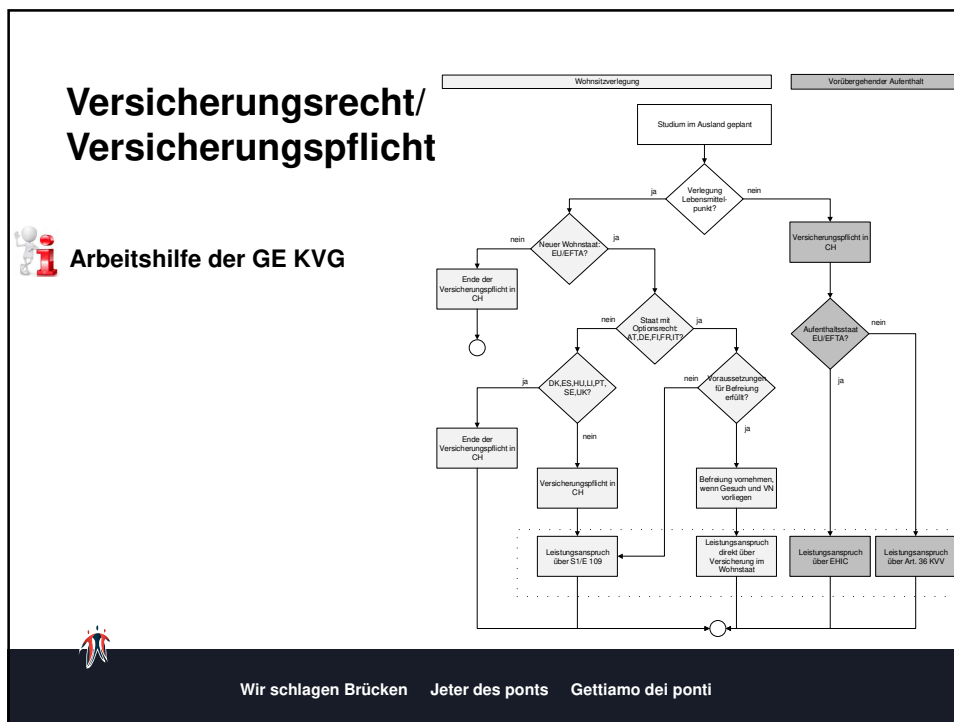 Versicherungsrecht/
Versicherungspflicht
Arbeitshilfe der GE KVG
Wohnsitzverlegung
Vorübergehender Aufenthalt
Studium im Ausland geplant
Verlegung
Lebensmittel-
punkt?
ja
nein
Neuer Wohnstaat:
EU/EFTA?
nein
ja
Versicherungspflicht in
CH
Ende der
Versicherungspflicht in
CH
Staat mit
Optionsrecht:
AT,DE,FI,FR,IT?
nein
ja
Aufenthaltsstaat
EU/EFTA?
nein
ja
DK,ES,HU,LI,PT,
SE,UK?
ja
nein
Voraussetzungen
für Befreiung
erfüllt?
nein
ja
Ende der
Versicherungspflicht in
CH
Versicherungspflicht in
CH
Befreiung vornehmen,
wenn Gesuch und VN
vorliegen
Leistungsanspruch
über S1/E 109
Leistungsanspruch
direkt über
Versicherung im
Wohnstaat
Leistungsanspruch
über EHIC
Leistungsanspruch
über Art. 36 KVV
Wir schlagen Brücken Jeter des ponts Gettiamo dei ponti